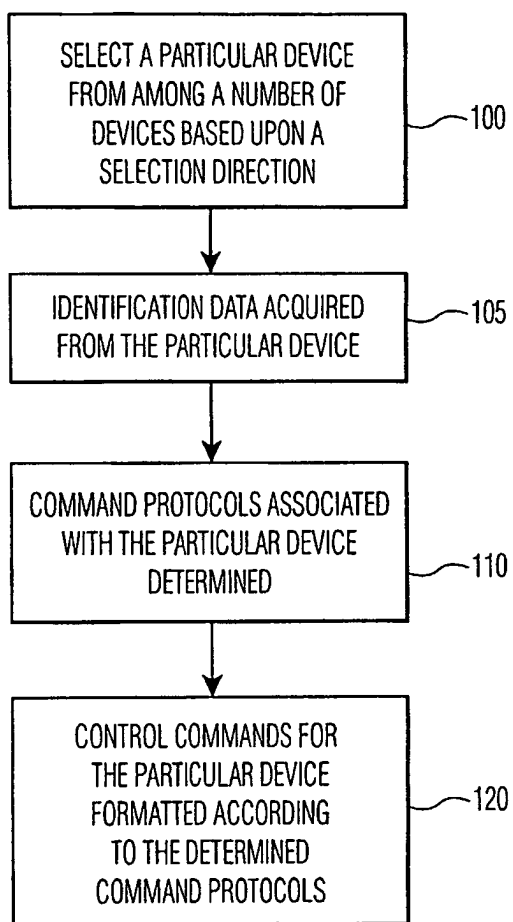 SELECT A PARTICULAR DEVICE
FROM AMONG A NUMBER OF
DEVICES BASED UPON A
SELECTION DIRECTION
100
IDENTIFICATION DATA ACQUIRED
FROM THE PARTICULAR DEVICE
105
COMMAND PROTOCOLS ASSOCIATED
WITH THE PARTICULAR DEVICE
DETERMINED
110
CONTROL COMMANDS FOR
THE PARTICULAR DEVICE
FORMATTED ACCORDING
TO THE DETERMINED
COMMAND PROTOCOLS
120